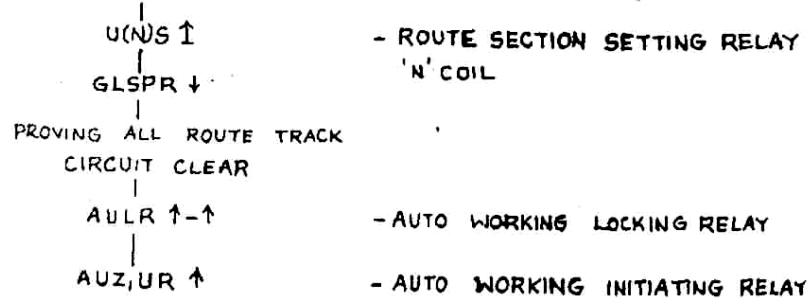 U(N)S ↑ - ROUTE SECTION SETTING RELAY
'N' COIL
GLSPR ↓
PROVING ALL ROUTE TRACK
CIRCUIT CLEAR
AULR ↑-↑ - AUTO WORKING LOCKING RELAY
AUZ,UR ↑ - AUTO WORKING INITIATING RELAY